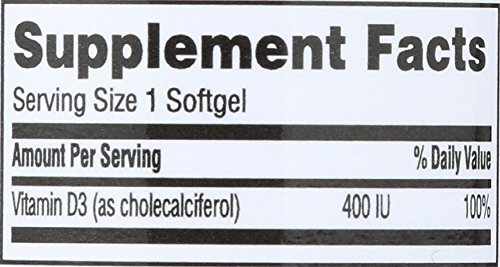 Supplement Facts
Serving Size 1 Softgel
Amount Per Serving % Daily Value
Vitamin D3 (as cholecalciferol) 400 IU 100%